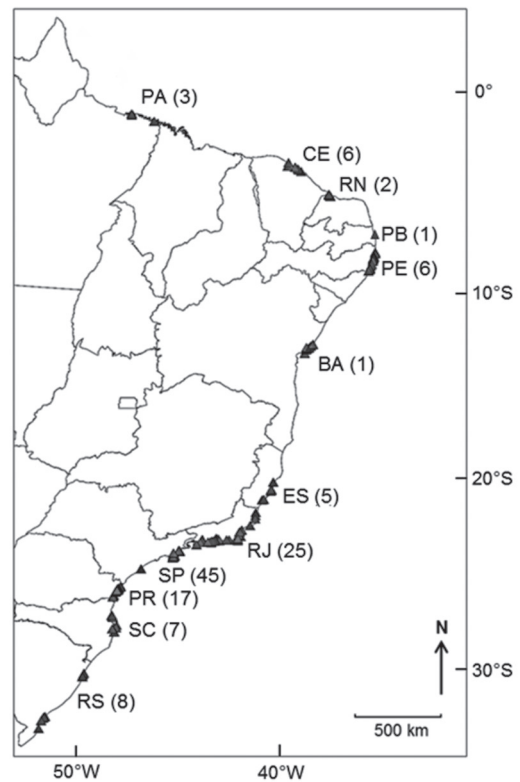 0°
PA (3)
CE (6)
RN (2)
PB (1)
PE (6)
10°S
BA (1)
20°S
ES (5)
RJ (25)
SP (45)
PR (17)
SC (7)
N
30°S
RS (8)
500 km
50°W 40°W